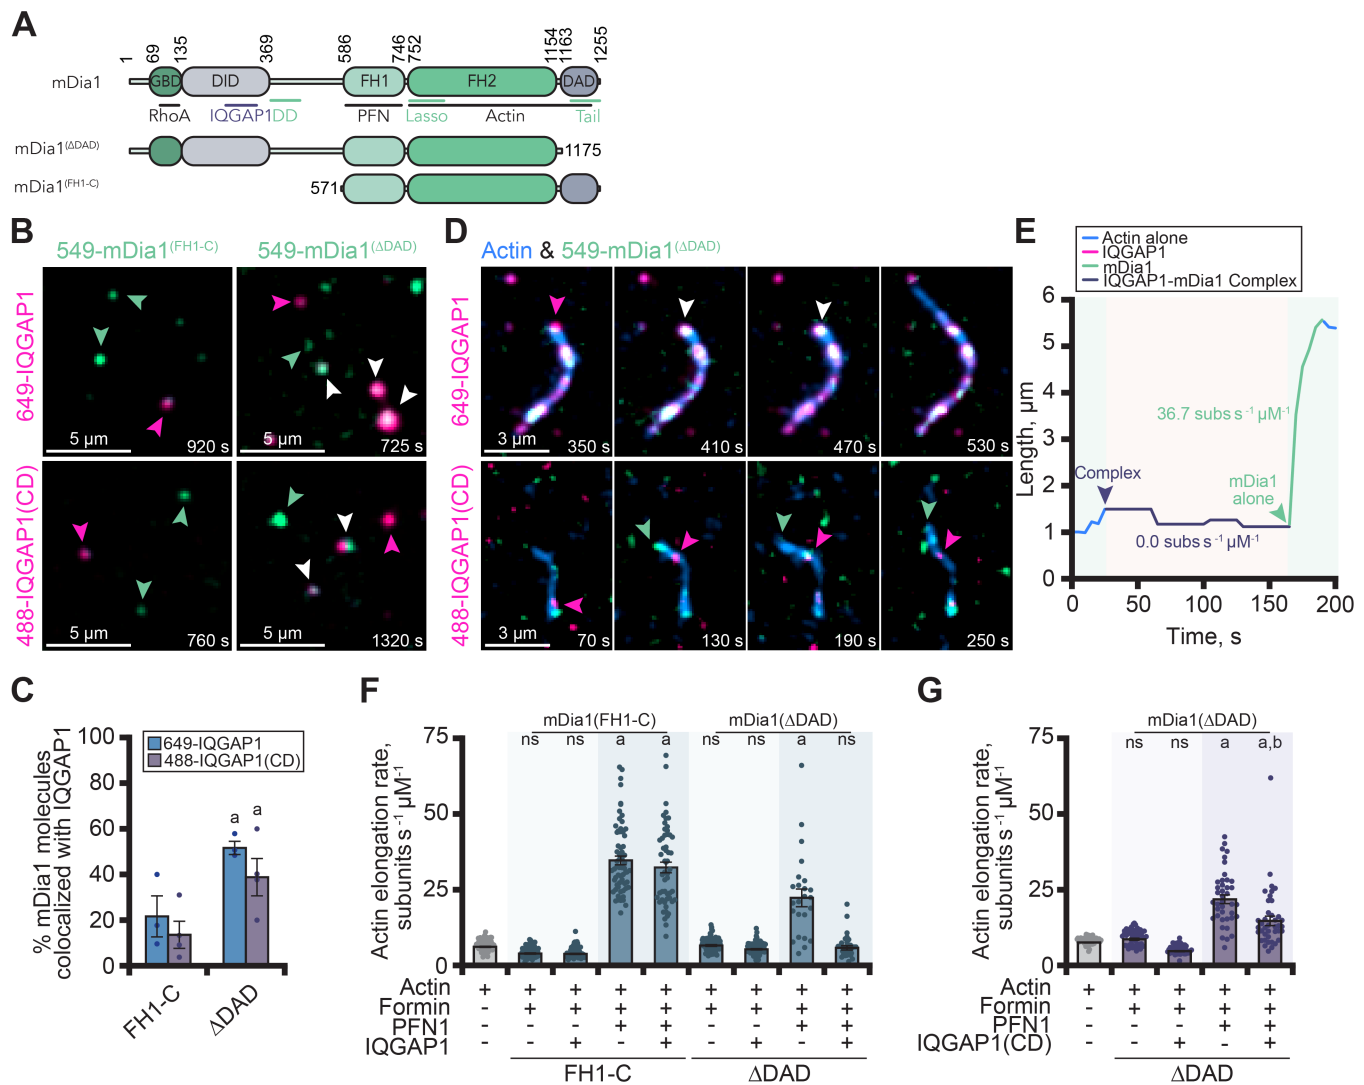 A
1
69
135
369
586
746
752
1154
1163
1255
mDia1
GBD
DID
FH1
FH2
DAD
RhoA
IQGAP1
DD
PFN
Lasso
Actin
Tail
mDia1(ΔDAD)
1175
mDia1(FH1-C)
571
B
549-mDia1(FH1-C)
549-mDia1(ΔDAD)
649-IQGAP1
5 µm
920 s
5 µm
725 s
488-IQGAP1(CD)
5 µm
760 s
5 µm
1320 s
D
Actin & 549-mDia1(ΔDAD)
649-IQGAP1
3 µm
350 s
410 s
470 s
530 s
488-IQGAP1(CD)
3 µm
70 s
130 s
190 s
250 s
E
Actin alone
IQGAP1
mDia1
IQGAP1-mDia1 Complex
Length, µm
6
5
4
3
2
1
0
36.7 subs s-1 µM-1
Complex
mDia1
alone
0.0 subs s-1 µM-1
0
50
100
150
200
Time, s
C
% mDia1 molecules
colocalized with IQGAP1
100
80
60
40
20
0
649-IQGAP1
488-IQGAP1(CD)
a
a
FH1-C
ΔDAD
F
Actin elongation rate,
subunits s-1 µM-1
75
50
25
0
mDia1(FH1-C)
mDia1(ΔDAD)
ns ns a a ns ns a ns
Actin + + + + + + + + +
Formin - + + + + + + + +
PFN1 - - - + + - - + +
IQGAP1 - - + - + - + - +
FH1-C
ΔDAD
G
Actin elongation rate,
subunits s-1 µM-1
75
50
25
0
mDia1(ΔDAD)
ns ns a a,b
Actin + + + + +
Formin - + + + +
PFN1 - - - + +
IQGAP1(CD) - - + - +
ΔDAD